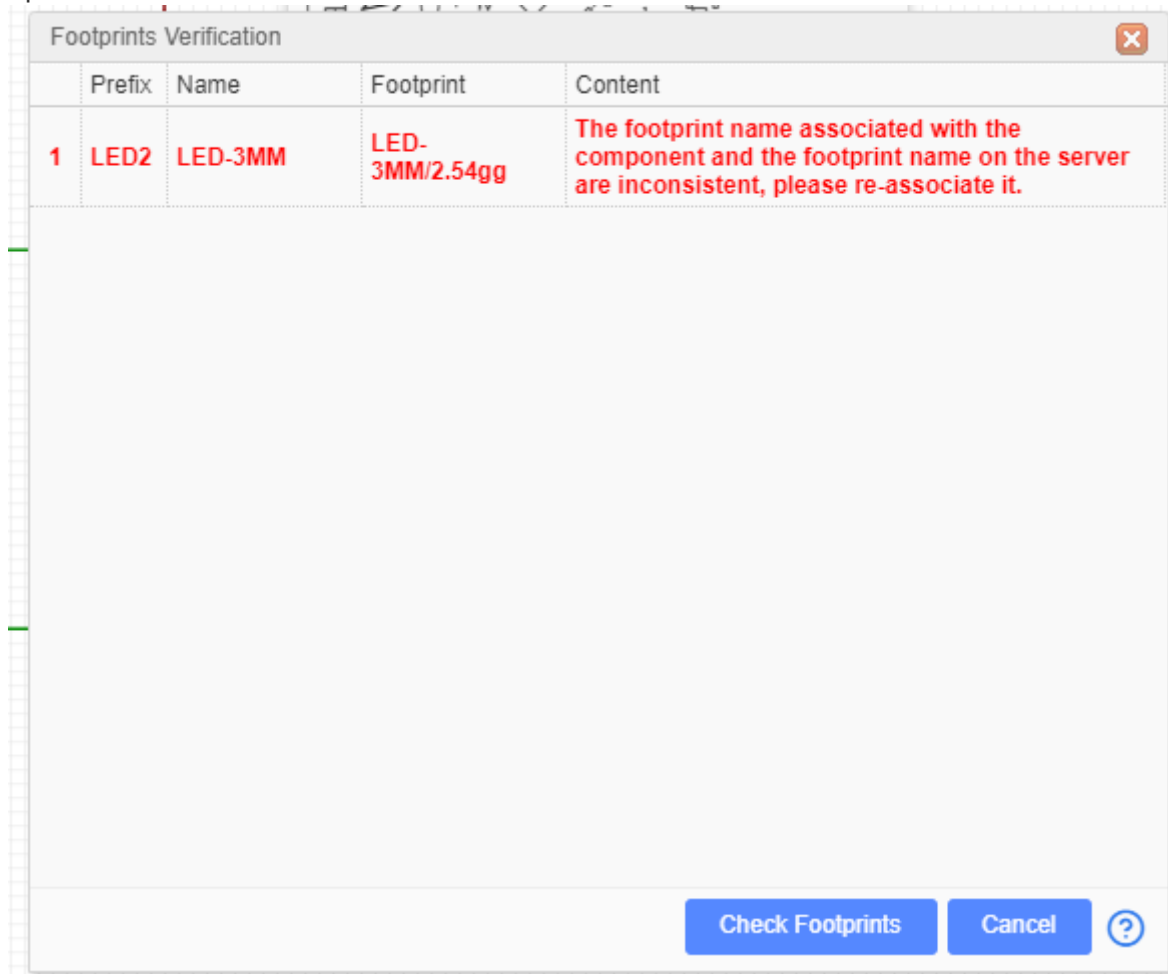 Footprints Verification
Prefix Name Footprint Content
1 LED2 LED-3MM LED-
3MM/2.54gg
The footprint name associated with the
component and the footprint name on the server
are inconsistent, please re-associate it.
Check Footprints Cancel ?